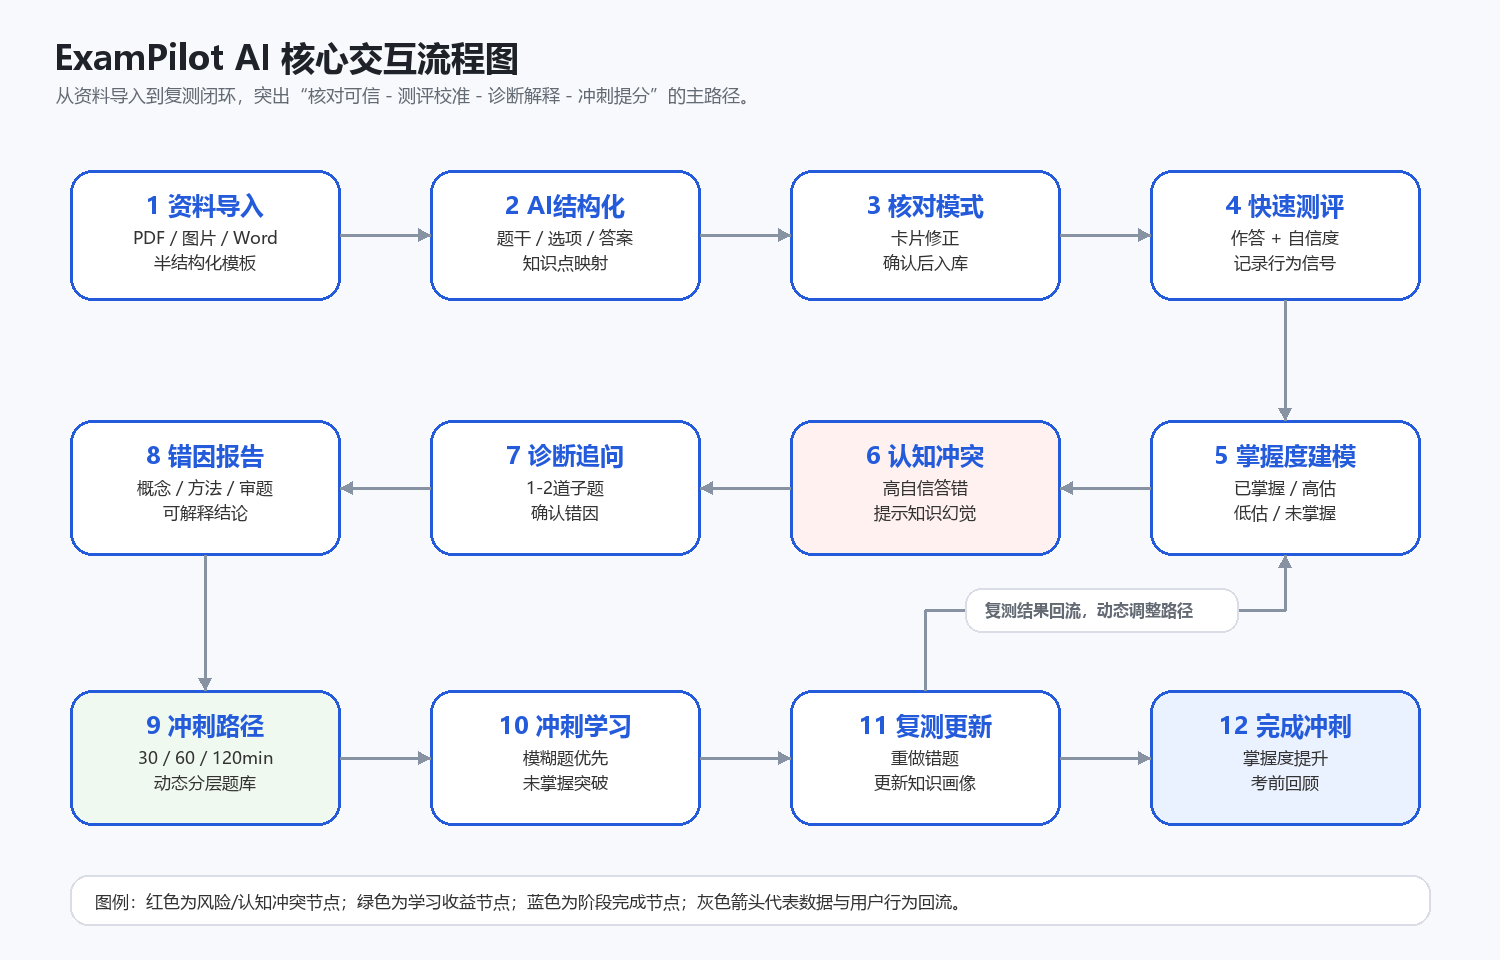 ExamPilot AI 核心交互流程图
从资料导入到复测闭环，突出“核对可信 - 测评校准 - 诊断解释 - 冲刺提分”的主路径。
1 资料导入
PDF / 图片 / Word
半结构化模板
2 AI结构化
题干 / 选项 / 答案
知识点映射
3 核对模式
卡片修正
确认后入库
4 快速测评
作答 + 自信度
记录行为信号
8 错因报告
概念 / 方法 / 审题
可解释结论
7 诊断追问
1-2道子题
确认错因
6 认知冲突
高自信答错
提示知识幻觉
5 掌握度建模
已掌握 / 高估
低估 / 未掌握
复测结果回流，动态调整路径
9 冲刺路径
30 / 60 / 120min
动态分层题库
10 冲刺学习
模糊题优先
未掌握突破
11 复测更新
重做错题
更新知识画像
12 完成冲刺
掌握度提升
考前回顾
图例：红色为风险/认知冲突节点；绿色为学习收益节点；蓝色为阶段完成节点；灰色箭头代表数据与用户行为回流。